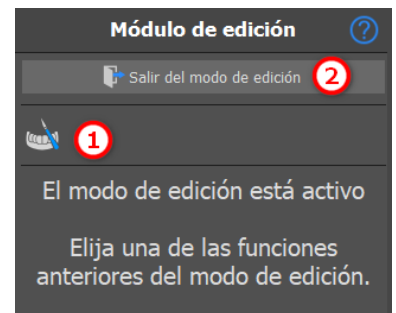 Módulo de edición ?
Salir del modo de edición 2
1
El modo de edición está activo
Elija una de las funciones
anteriores del modo de edición.